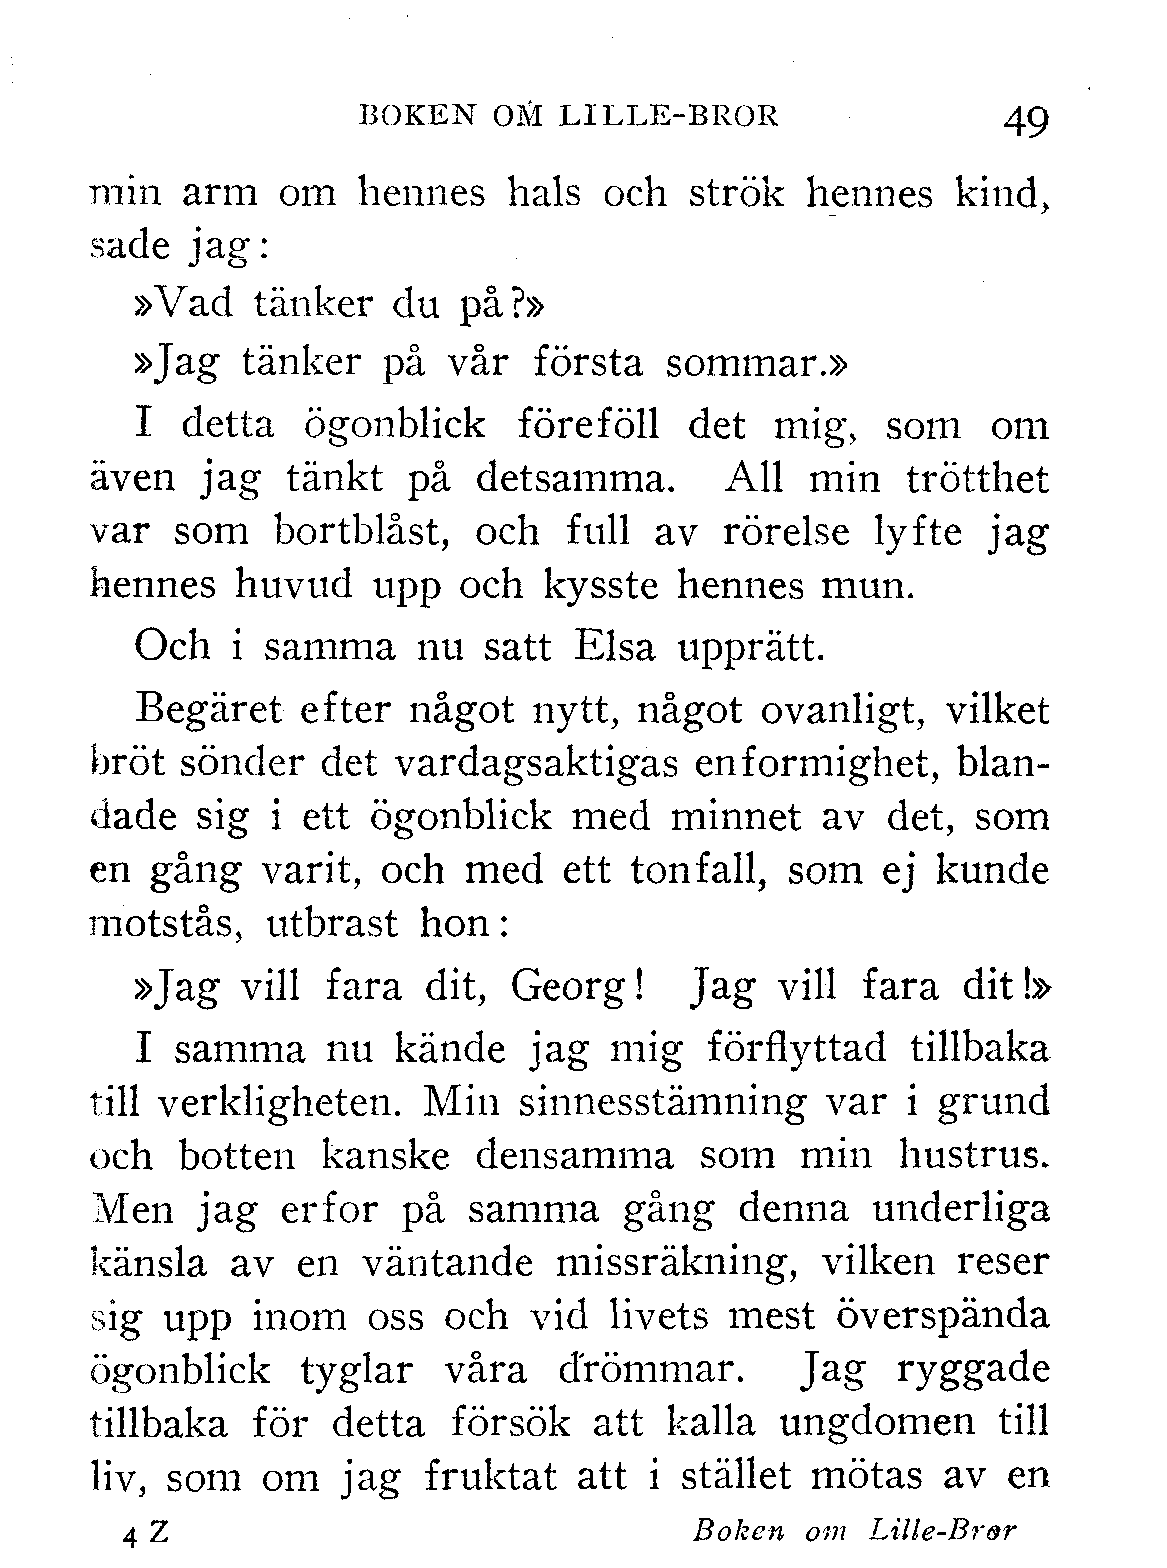 BOKEN OM LILLE-BROR 49
min arm om hennes hals och strök hennes kind,
sade jag:
»Vad tänker du på?»
»Jag tänker på vår första sommar.»
I detta ögonblick föreföll det mig, som om
även jag tänkt på detsamma. All min trötthet
var som bortblåst, och full av rörelse lyfte jag
hennes huvud upp och kysste hennes mun.
Och i samma nu satt Elsa upprätt.
Begäret efter något nytt, något ovanligt, vilket
bröt sönder det vardagsaktigas enformighet, blan-
dade sig i ett ögonblick med minnet av det, som
en gång varit, och med ett tonfall, som ej kunde
motstås, utbrast hon:
»Jag vill fara dit, Georg! Jag vill fara dit!»
I samma nu kände jag mig förflyttad tillbaka
till verkligheten. Min sinnesstämning var i grund
och botten kanske densamma som min hustrus.
Men jag erfor på samma gång denna underliga
känsla av en väntande missräkning, vilken reser
sig upp inom oss och vid livets mest överspända
ögonblick tyglar våra drömmar. Jag ryggade
tillbaka för detta försök att kalla ungdomen till
liv, som om jag fruktat att i stället mötas av en
4 Z Boken om Lille-Bror